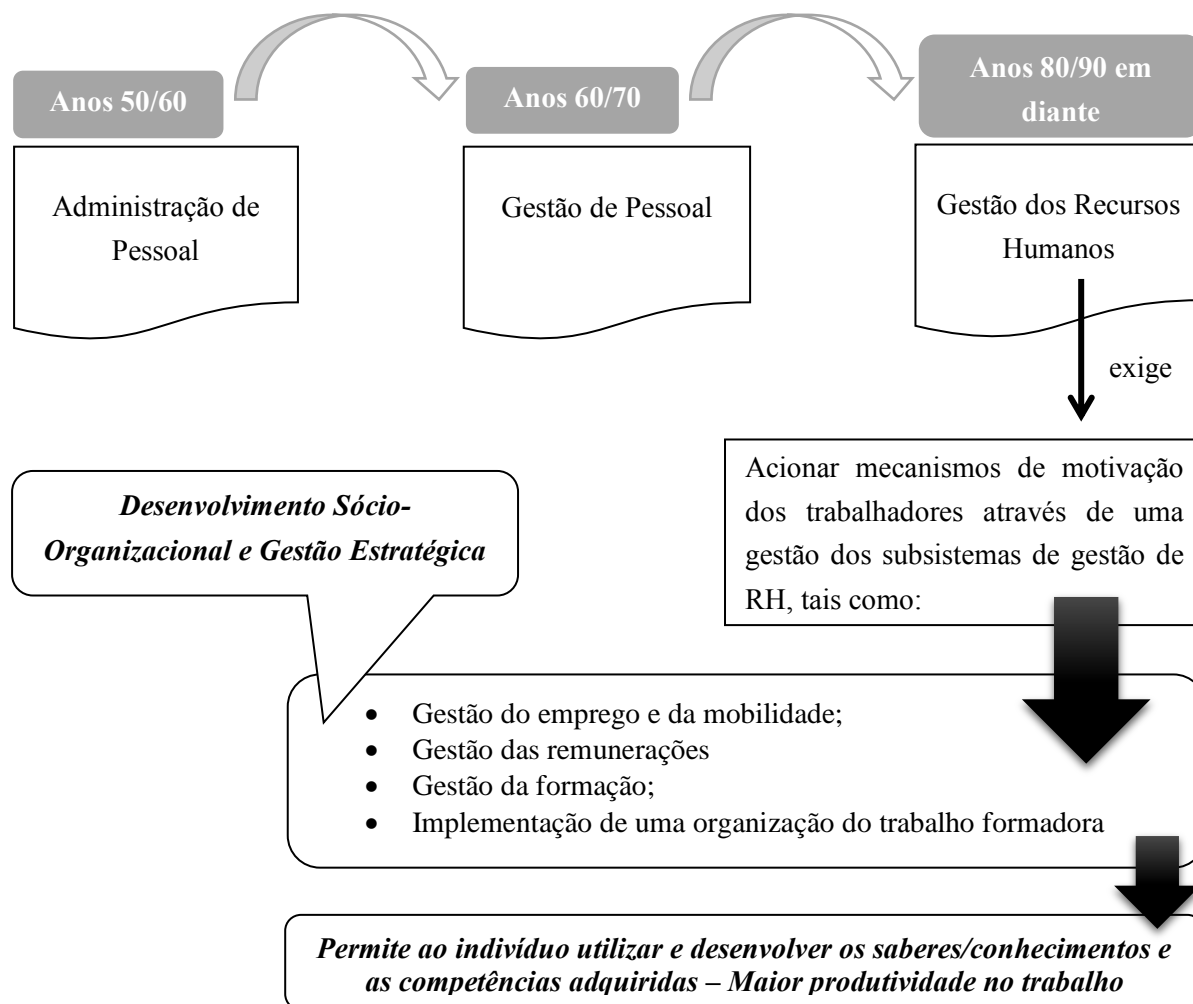 Anos 50/60
Anos 60/70
Anos 80/90 em
diante
Administração de
Pessoal
Gestão de Pessoal
Gestão dos Recursos
Humanos
exige
Acionar mecanismos de motivação
dos trabalhadores através de uma
gestão dos subsistemas de gestão de
RH, tais como:
Desenvolvimento Sócio-
Organizacional e Gestão Estratégica
• Gestão do emprego e da mobilidade;
• Gestão das remunerações
• Gestão da formação;
• Implementação de uma organização do trabalho formadora
Permite ao indivíduo utilizar e desenvolver os saberes/conhecimentos e
as competências adquiridas – Maior produtividade no trabalho